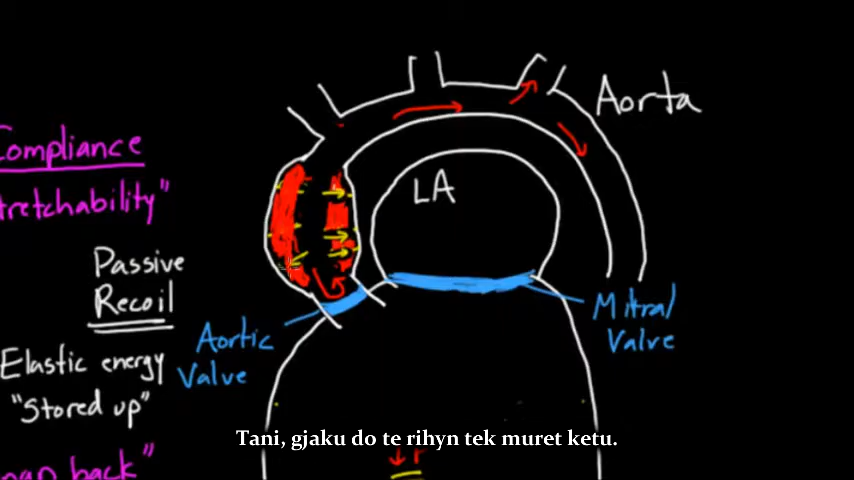 Aorta
Compliance
LA
tretchability"
Passive
Recoil
Mitral
Valve
Aortic
Valve
Elastic energy
"Stored up"
Tani, gjaku do te rihyn tek muret ketu.
back"